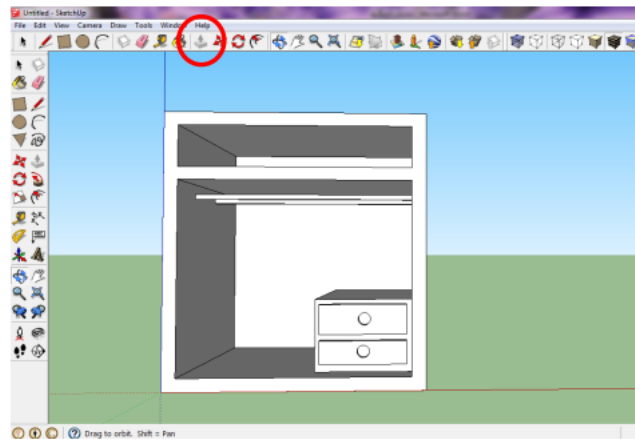 Untitled - SketchUp
File Edit View Camera Draw Tools Window Help
Drag to orbit. Shift = Pan